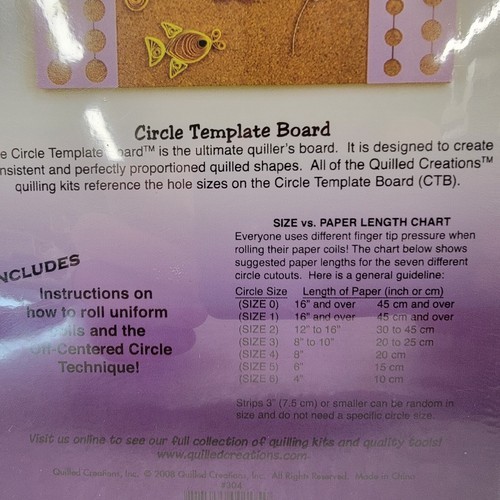 Circle Template Board
e Circle Template oard™ is the ultimate quiller's board. It is designed to create
nsistent and perfectly proportioned quilled shapes. All of the Quilled Creations™
quilling kits reference the hole sizes on the Circle Template Board (CTB).
NCLUDES
Instructions on
how to roll uniform
ils and the
Off-Centered Circle
Technique!
SIZE vs. PAPER LENGTH CHART
Everyone uses different finger tip pressure when
rolling their paper coils! The chart below shows
suggested paper lengths for the seven different
circle cutouts. Here is a general guideline:
Circle Size Length of Paper (inch or cm)
(SIZE 0) 16" and over 45 cm and over
(SIZE 1) 16" and over 45 cm and over
(SIZE 2) 12" to 16" 30 to 45 cm
(SIZE 3) 8" to 10" 20 to 25 cm
(SIZE 4) 8" 20 cm
(SIZE 5) 6" 15 cm
(SIZE 6) 4" 10 cm
Strips 3" (7.5 cm) or smaller can be random in
size and do not need a specific circle size.
Visit us online to see our full collection of quilling kits and quality tools!
www.quilledcreations.com
Quilled Creations, Inc. © 2008 Quilled Creations, Inc. All Rights Reserved. Made in China
#304